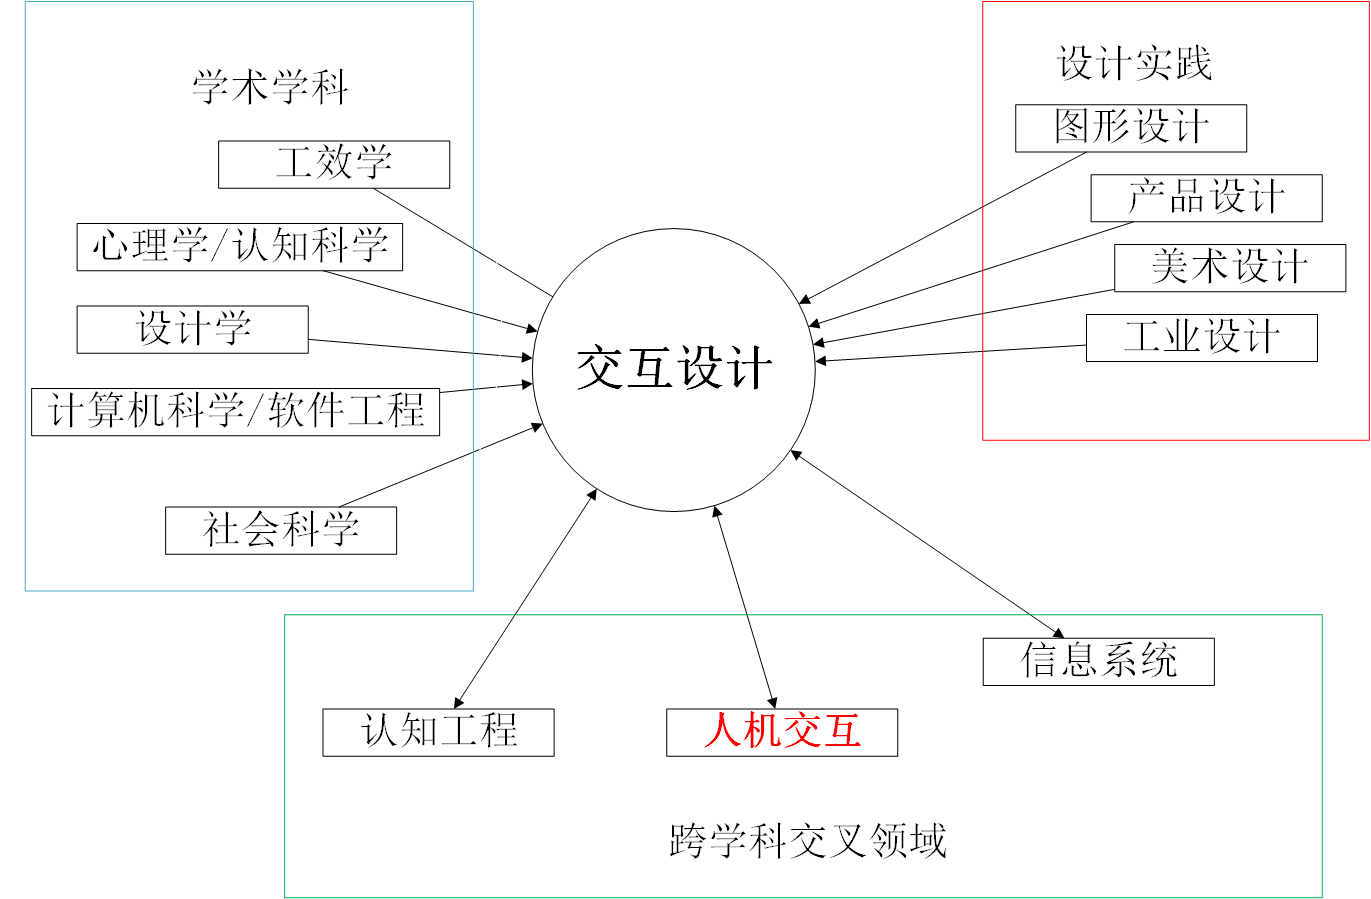 学术学科
工效学
心理学/认知科学
设计学
计算机科学/软件工程
社会科学
交互设计
设计实践
图形设计
产品设计
美术设计
工业设计
信息系统
认知工程
人机交互
跨学科交叉领域